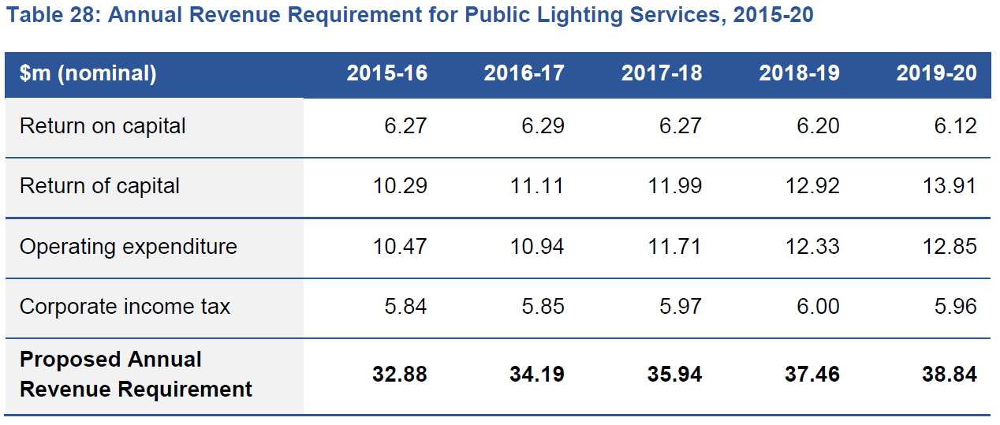 Table 28: Annual Revenue Requirement for Public Lighting Services, 2015-20
$m (nominal) 2015-16 2016-17 2017-18 2018-19 2019-20
Return on capital 6.27 6.29 6.27 6.20 6.12
Return of capital 10.29 11.11 11.99 12.92 13.91
Operating expenditure 10.47 10.94 11.71 12.33 12.85
Corporate income tax 5.84 5.85 5.97 6.00 5.96
Proposed Annual
Revenue Requirement 32.88 34.19 35.94 37.46 38.84